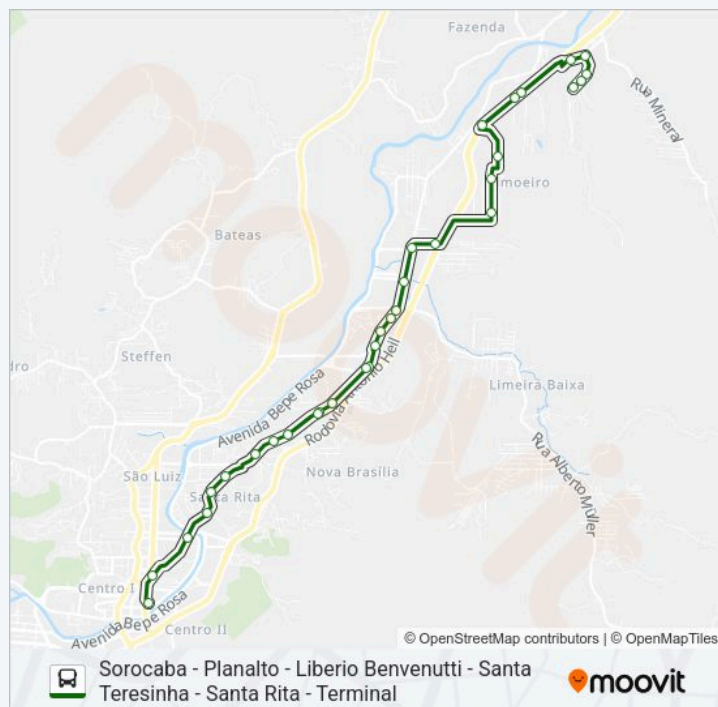 Fazenda
Rua Mineral
moeiro
Bateas
dro
Steffen
Rodovia Antônio Heil
Avenida Bepe Rosa
Limeira Baixa
São Luiz
Nova Brasília
Santa Rita
Rua Alberto Müller
Centro I
Avenida Bepe Rosa
Centro II
© OpenStreetMap contributors | © OpenMapTiles
Sorocaba - Planalto - Liberio Benvenutti - Santa
Teresinha - Santa Rita - Terminal
moovit